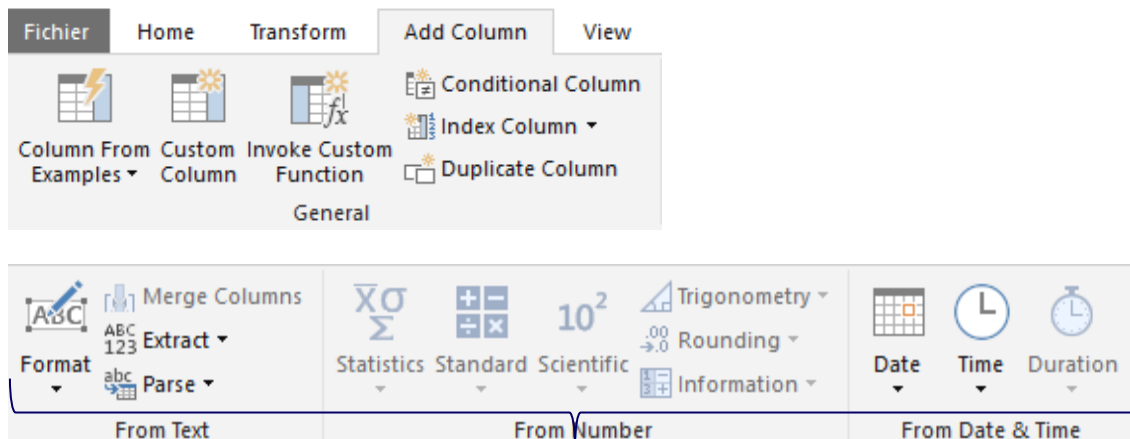 Fichier Home Transform Add Column View
Column From Examples
Custom Column
Invoke Custom Function
fx
Conditional Column
Index Column
Duplicate Column
General
ABC
Format
Merge Columns
ABC
123
Extract
abc
Parse
From Text
X̅σ
Σ
Statistics
Standard
10²
Scientific
Trigonometry
.00
→.0
Rounding
Information
From Number
Date
Time
Duration
From Date & Time